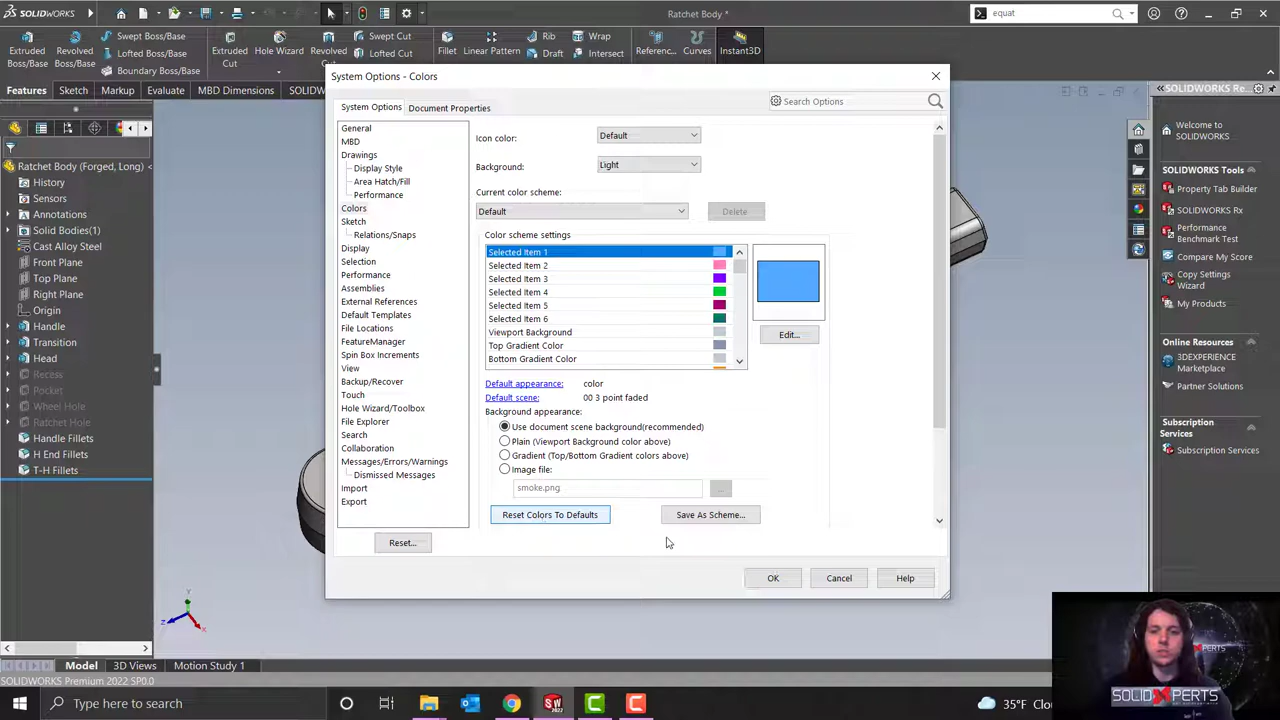 SOLIDWORKS
Ratchet Body *
equat
Extruded Boss/Base
Revolved Boss/Base
Swept Boss/Base
Lofted Boss/Base
Boundary Boss/Base
Extruded Cut
Hole Wizard
Revolved Cut
Swept Cut
Lofted Cut
Fillet
Linear Pattern
Rib
Draft
Wrap
Intersect
Referenc...
Curves
Instant3D
Features
Sketch
Markup
Evaluate
MBD Dimensions
SOLIDW
System Options - Colors
System Options
Document Properties
Search Options
General
MBD
Drawings
Display Style
Area Hatch/Fill
Performance
Colors
Sketch
Relations/Snaps
Display
Selection
Performance
Assemblies
External References
Default Templates
File Locations
FeatureManager
Spin Box Increments
View
Backup/Recover
Touch
Hole Wizard/Toolbox
File Explorer
Search
Collaboration
Messages/Errors/Warnings
Dismissed Messages
Import
Export
Reset...
Icon color:
Default
Background:
Light
Current color scheme:
Default
Delete
Color scheme settings
Selected Item 1
Selected Item 2
Selected Item 3
Selected Item 4
Selected Item 5
Selected Item 6
Viewport Background
Top Gradient Color
Bottom Gradient Color
Edit...
Default appearance: color
Default scene: 00 3 point faded
Background appearance:
Use document scene background(recommended)
Plain (Viewport Background color above)
Gradient (Top/Bottom Gradient colors above)
Image file:
smoke.png
...
Reset Colors To Defaults
Save As Scheme...
OK
Cancel
Help
Ratchet Body (Forged, Long)
History
Sensors
Annotations
Solid Bodies(1)
Cast Alloy Steel
Front Plane
Top Plane
Right Plane
Origin
Handle
Transition
Head
Recess
Pocket
Wheel Hole
Ratchet Hole
Handle Fillets
H End Fillets
T-H Fillets
Y
Z
X
SOLIDWORKS Re...
Welcome to SOLIDWORKS
SOLIDWORKS Tools
Property Tab Builder
SOLIDWORKS Rx
Performance Benchmark Test
Compare My Score
Copy Settings Wizard
My Products
Online Resources
3DEXPERIENCE Marketplace
Partner Solutions
Subscription Services
Subscription Services
Model
3D Views
Motion Study 1
SOLIDWORKS Premium 2022 SP0.0
Type here to search
35°F Clo
XPERTS
SOLIDXPERTS